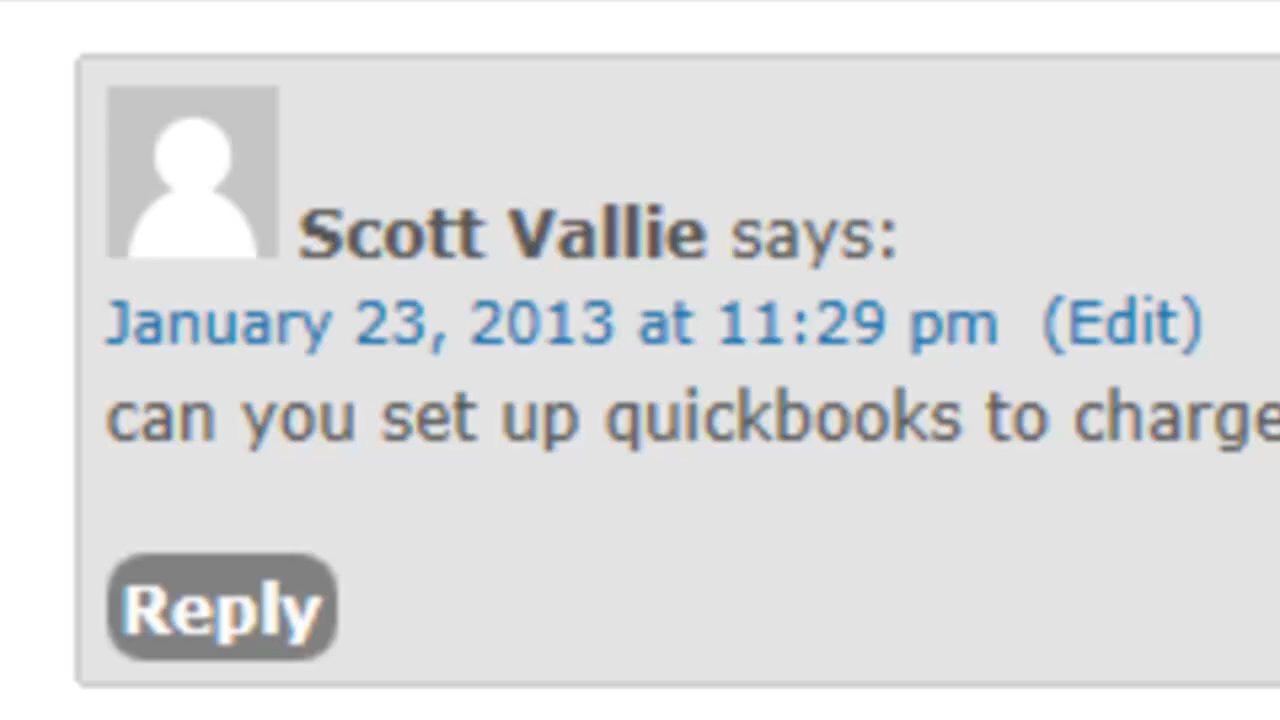 Scott Vallie says:
January 23, 2013 at 11:29 pm (Edit)
can you set up quickbooks to charge
Reply